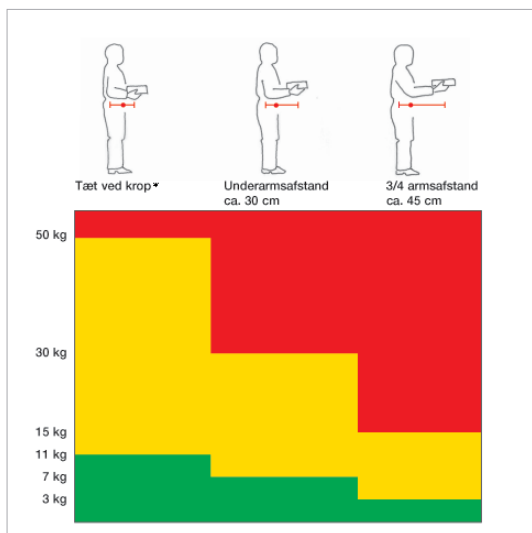 Tæt ved krop*
Underarmsafstand
ca. 30 cm
3/4 armsafstand
ca. 45 cm
50 kg
30 kg
15 kg
11 kg
7 kg
3 kg